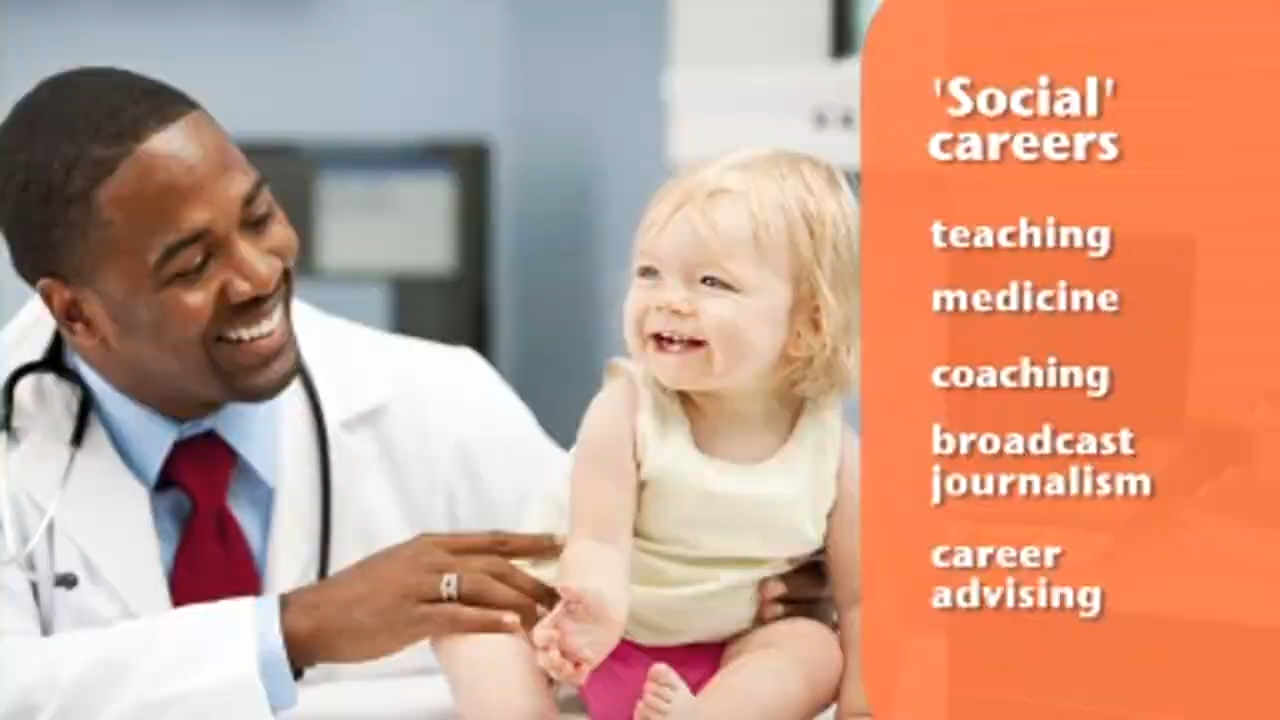 'Social'
careers
teaching
medicine
coaching
broadcast
journalism
career
advising